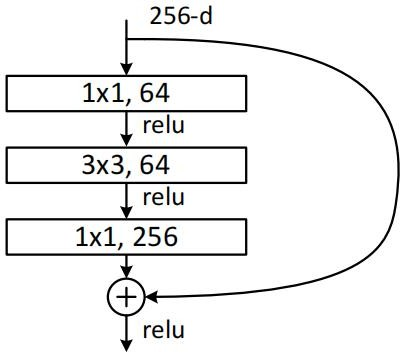 256-d
1x1, 64
relu
3x3, 64
relu
1x1, 256
relu